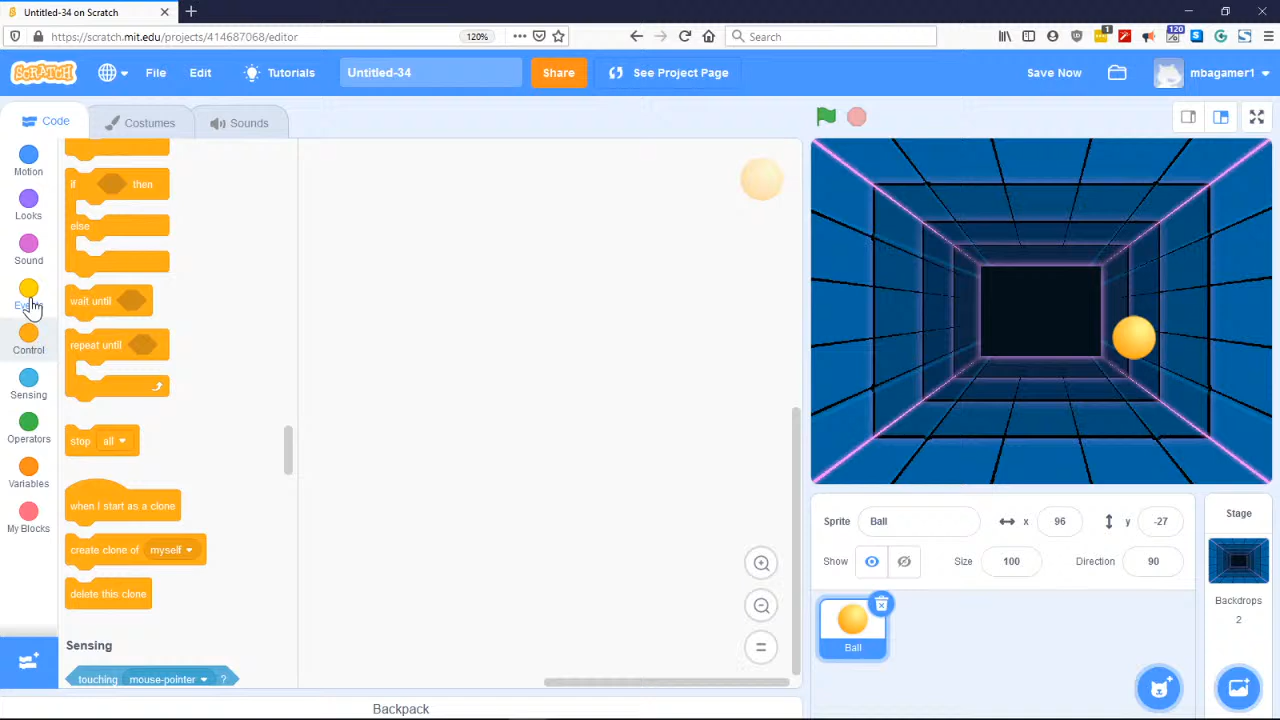 Untitled-34 on Scratch
https://scratch.mit.edu/projects/414687068/editor
120%
Search
1
120
SCRATCH
File
Edit
Tutorials
Untitled-34
Share
See Project Page
Save Now
mbagamer1
Code
Costumes
Sounds
Motion
Looks
Sound
Control
Sensing
Operators
Variables
My Blocks
if then
else
wait until
repeat until
stop all
when I start as a clone
create clone of myself
delete this clone
Sensing
touching mouse-pointer ?
Sprite
Ball
x
96
y
-27
Show
Size
100
Direction
90
Ball
Stage
Backdrops
2
Backpack